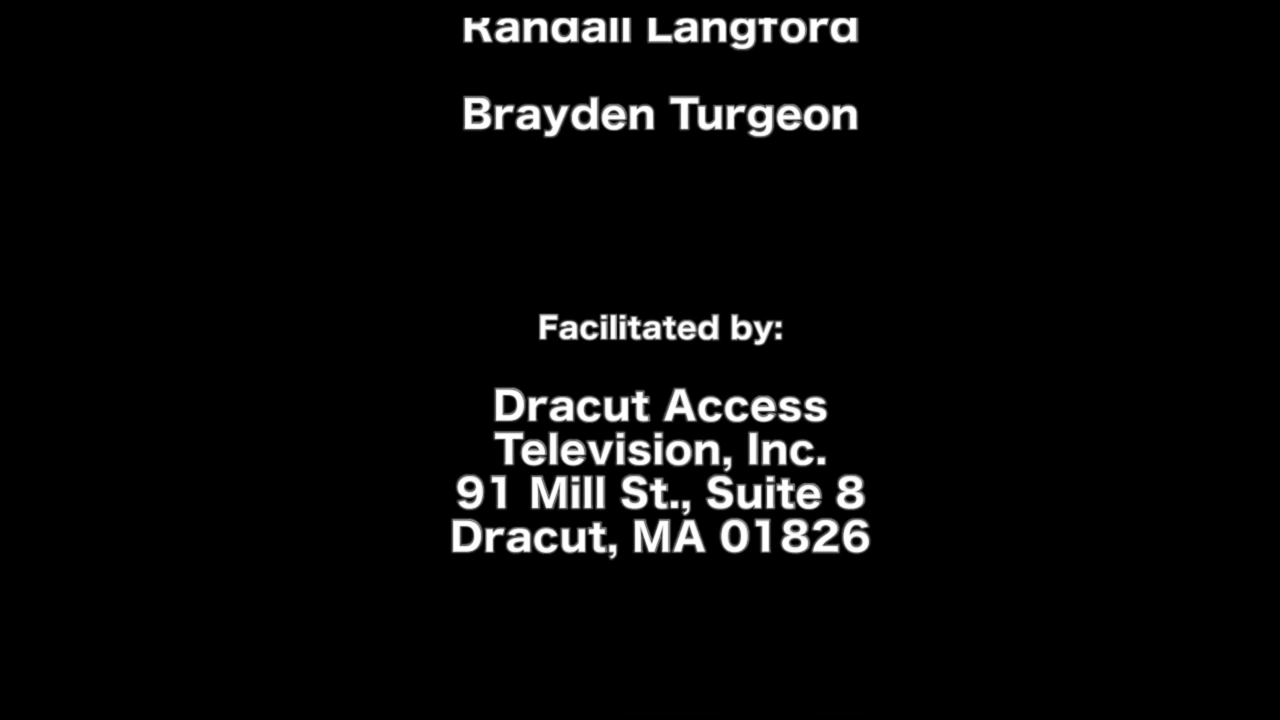 Randall Langford
Brayden Turgeon
Facilitated by:
Dracut Access
Television, Inc.
91 Mill St., Suite 8
Dracut, MA 01826